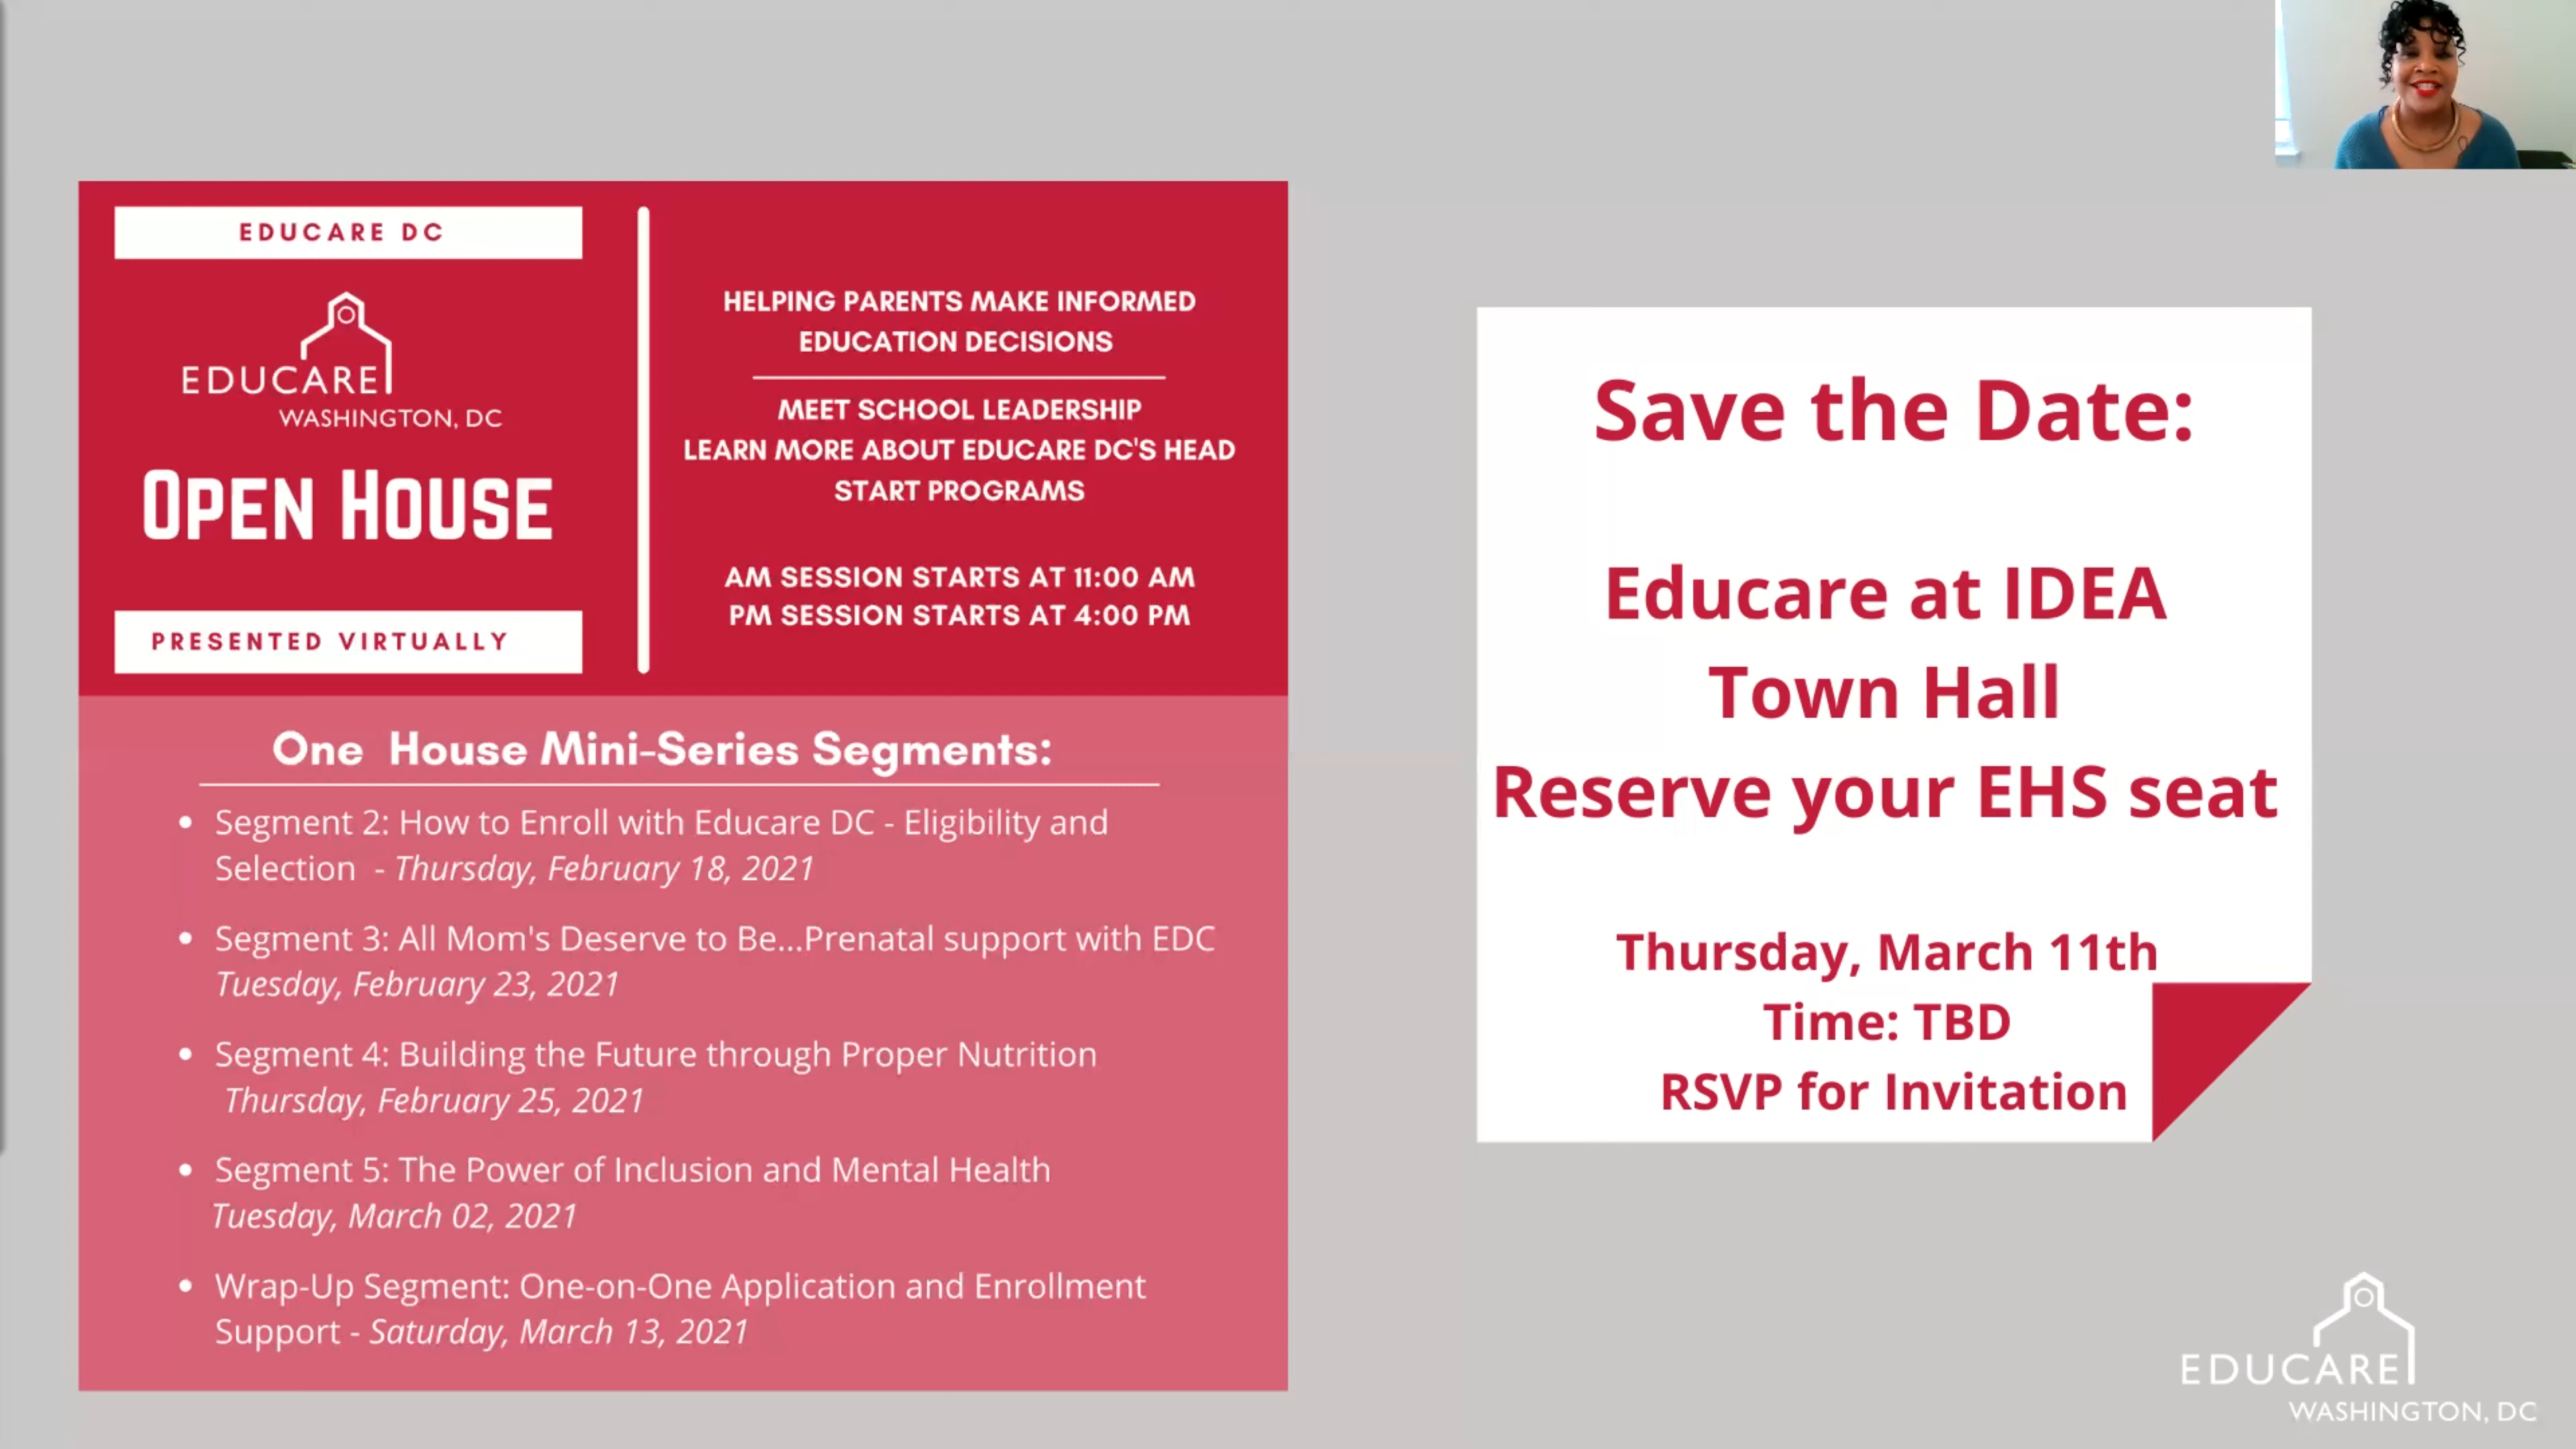 EDUCARE DC
EDUCARE
WASHINGTON, DC
OPEN HOUSE
PRESENTED VIRTUALLY
HELPING PARENTS MAKE INFORMED
EDUCATION DECISIONS
MEET SCHOOL LEADERSHIP
LEARN MORE ABOUT EDUCARE DC'S HEAD
START PROGRAMS
AM SESSION STARTS AT 11:00 AM
PM SESSION STARTS AT 4:00 PM
One House Mini-Series Segments:
• Segment 2: How to Enroll with Educare DC - Eligibility and
Selection - Thursday, February 18, 2021
• Segment 3: All Mom's Deserve to Be...Prenatal support with EDC
Tuesday, February 23, 2021
• Segment 4: Building the Future through Proper Nutrition
Thursday, February 25, 2021
• Segment 5: The Power of Inclusion and Mental Health
Tuesday, March 02, 2021
• Wrap-Up Segment: One-on-One Application and Enrollment
Support - Saturday, March 13, 2021
Save the Date:
Educare at IDEA
Town Hall
Reserve your EHS seat
Thursday, March 11th
Time: TBD
RSVP for Invitation
EDUCARE
WASHINGTON, DC